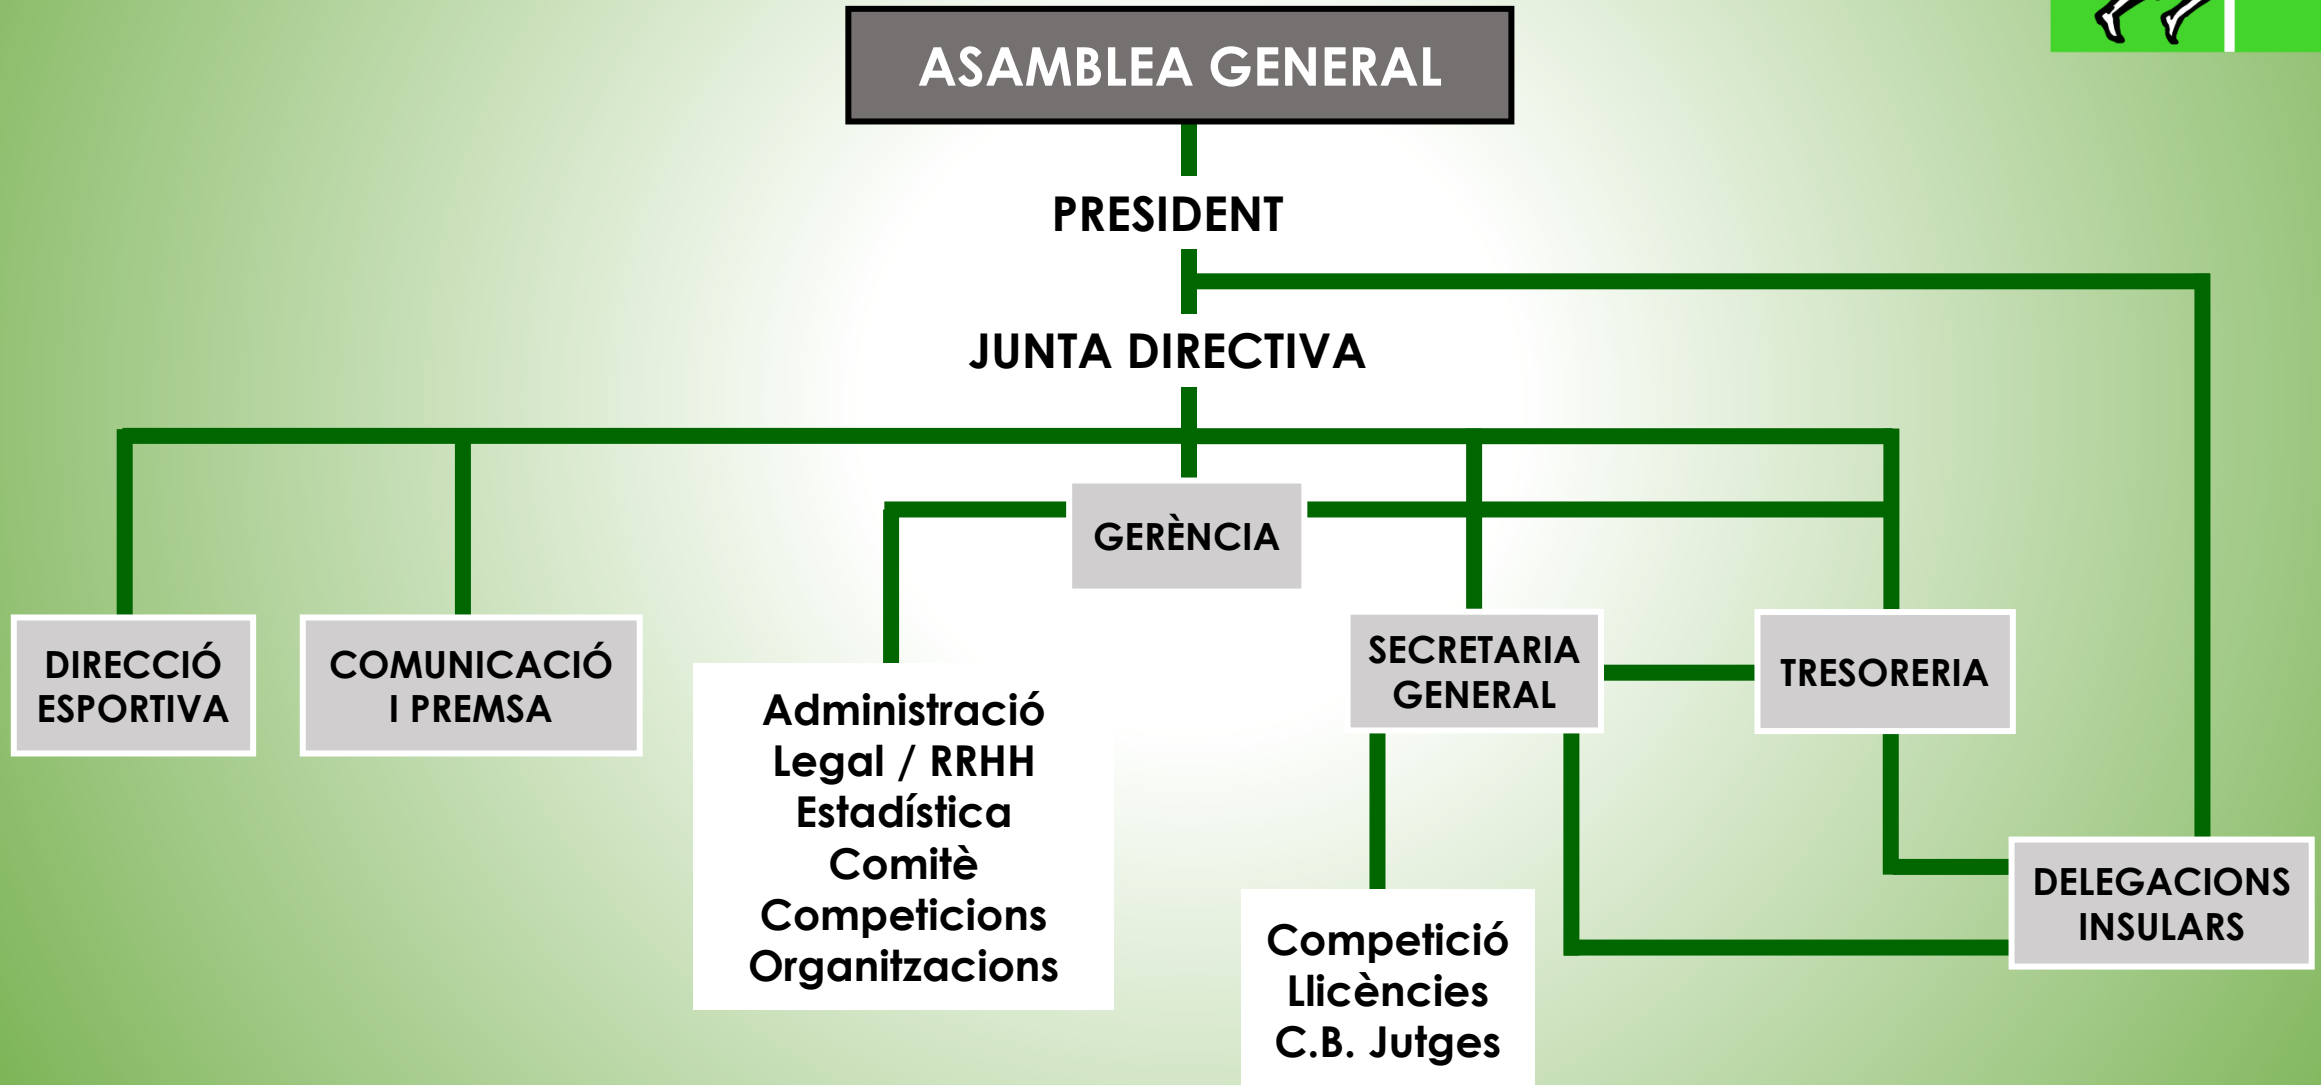 ASAMBLEA GENERAL
PRESIDENT
JUNTA DIRECTIVA
GERÈNCIA
DIRECCIÓ
ESPORTIVA
COMUNICACIÓ
I PREMSA
Administració
Legal / RRHH
Estadística
Comitè
Competicions
Organitzacions
SECRETARIA
GENERAL
TRESORERIA
Competició
Llicències
C.B. Jutges
DELEGACIONS
INSULARS